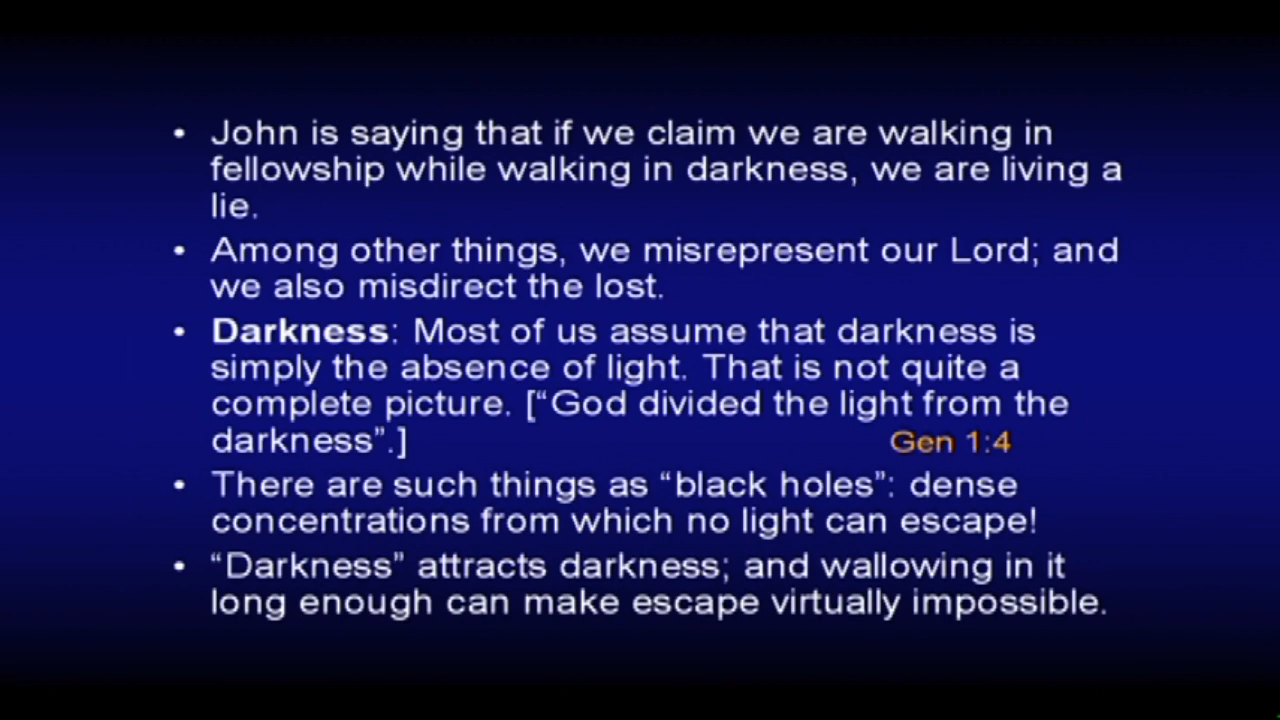 • John is saying that if we claim we are walking in
fellowship while walking in darkness, we are living a
lie.
• Among other things, we misrepresent our Lord; and
we also misdirect the lost.
• Darkness: Most of us assume that darkness is
simply the absence of light. That is not quite a
complete picture. [“God divided the light from the
darkness”.] Gen 1:4
• There are such things as “black holes”: dense
concentrations from which no light can escape!
• “Darkness” attracts darkness; and wallowing in it
long enough can make escape virtually impossible.